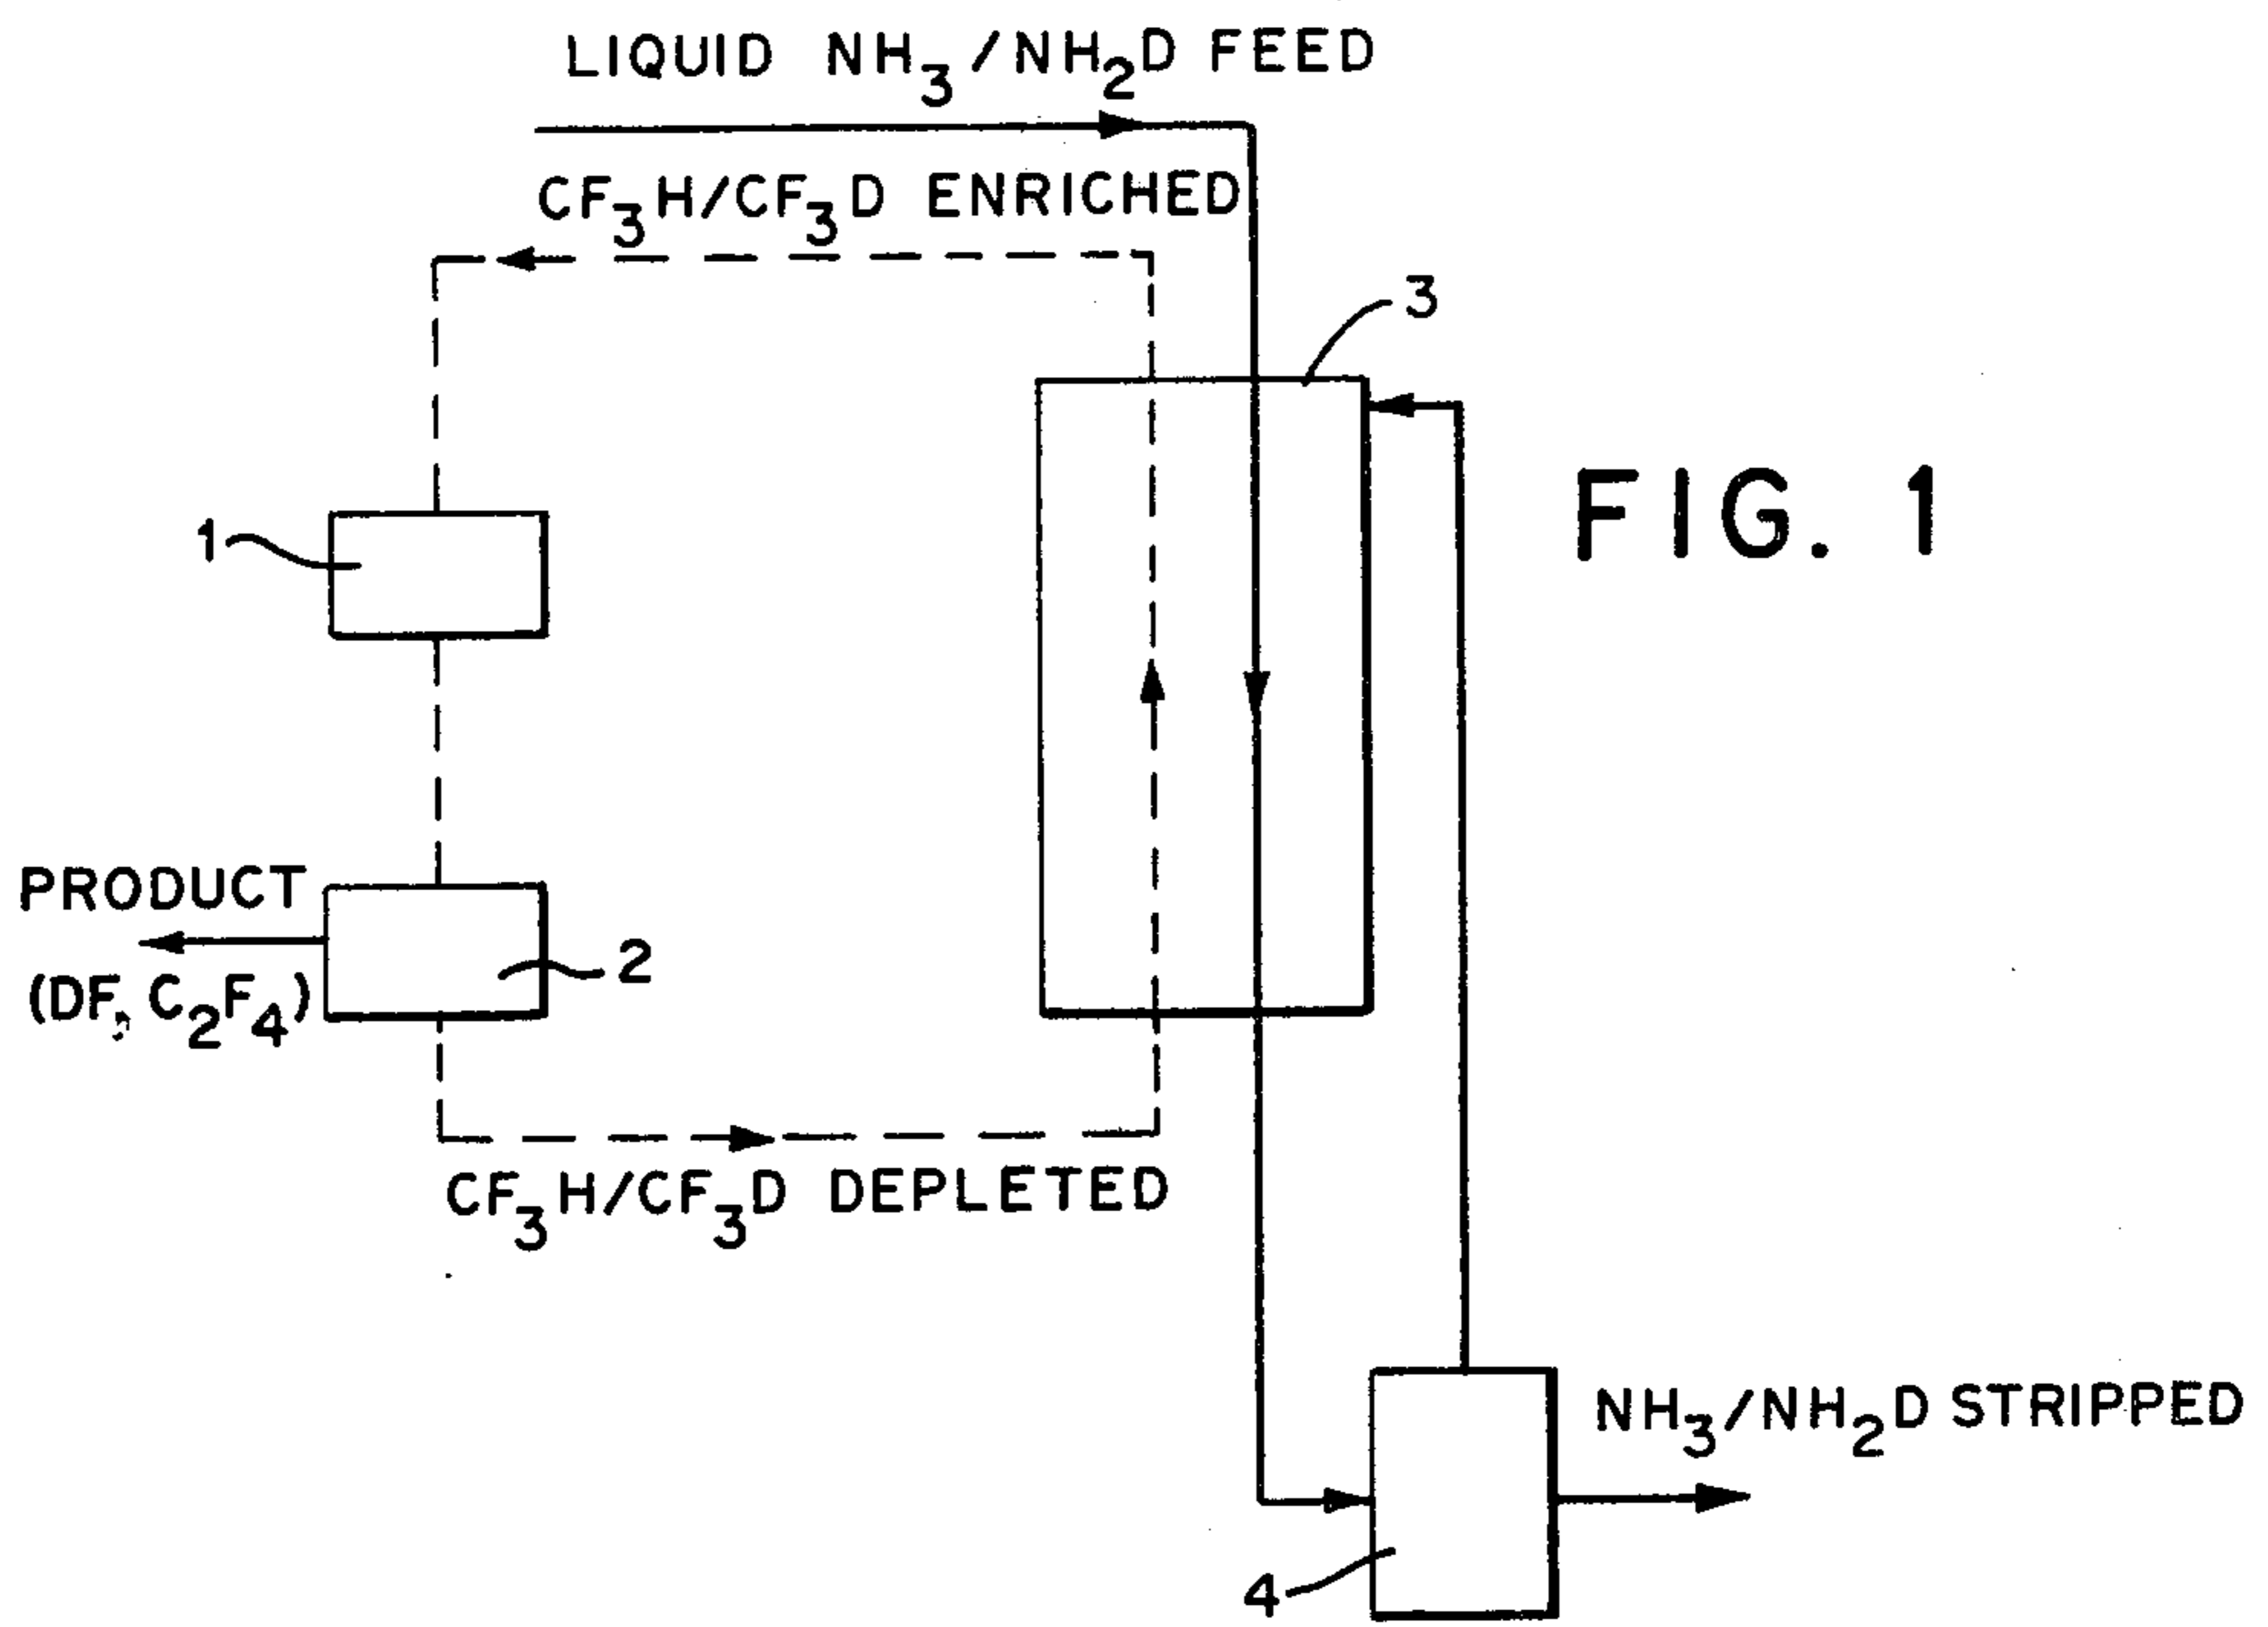 LIQUID NH3/NH2D FEED
CF3H/CF3D ENRICHED
3
FIG. 1
1
PRODUCT
2
(DF, C2F4)
CF3H/CF3D DEPLETED
NH3/NH2D STRIPPED
4